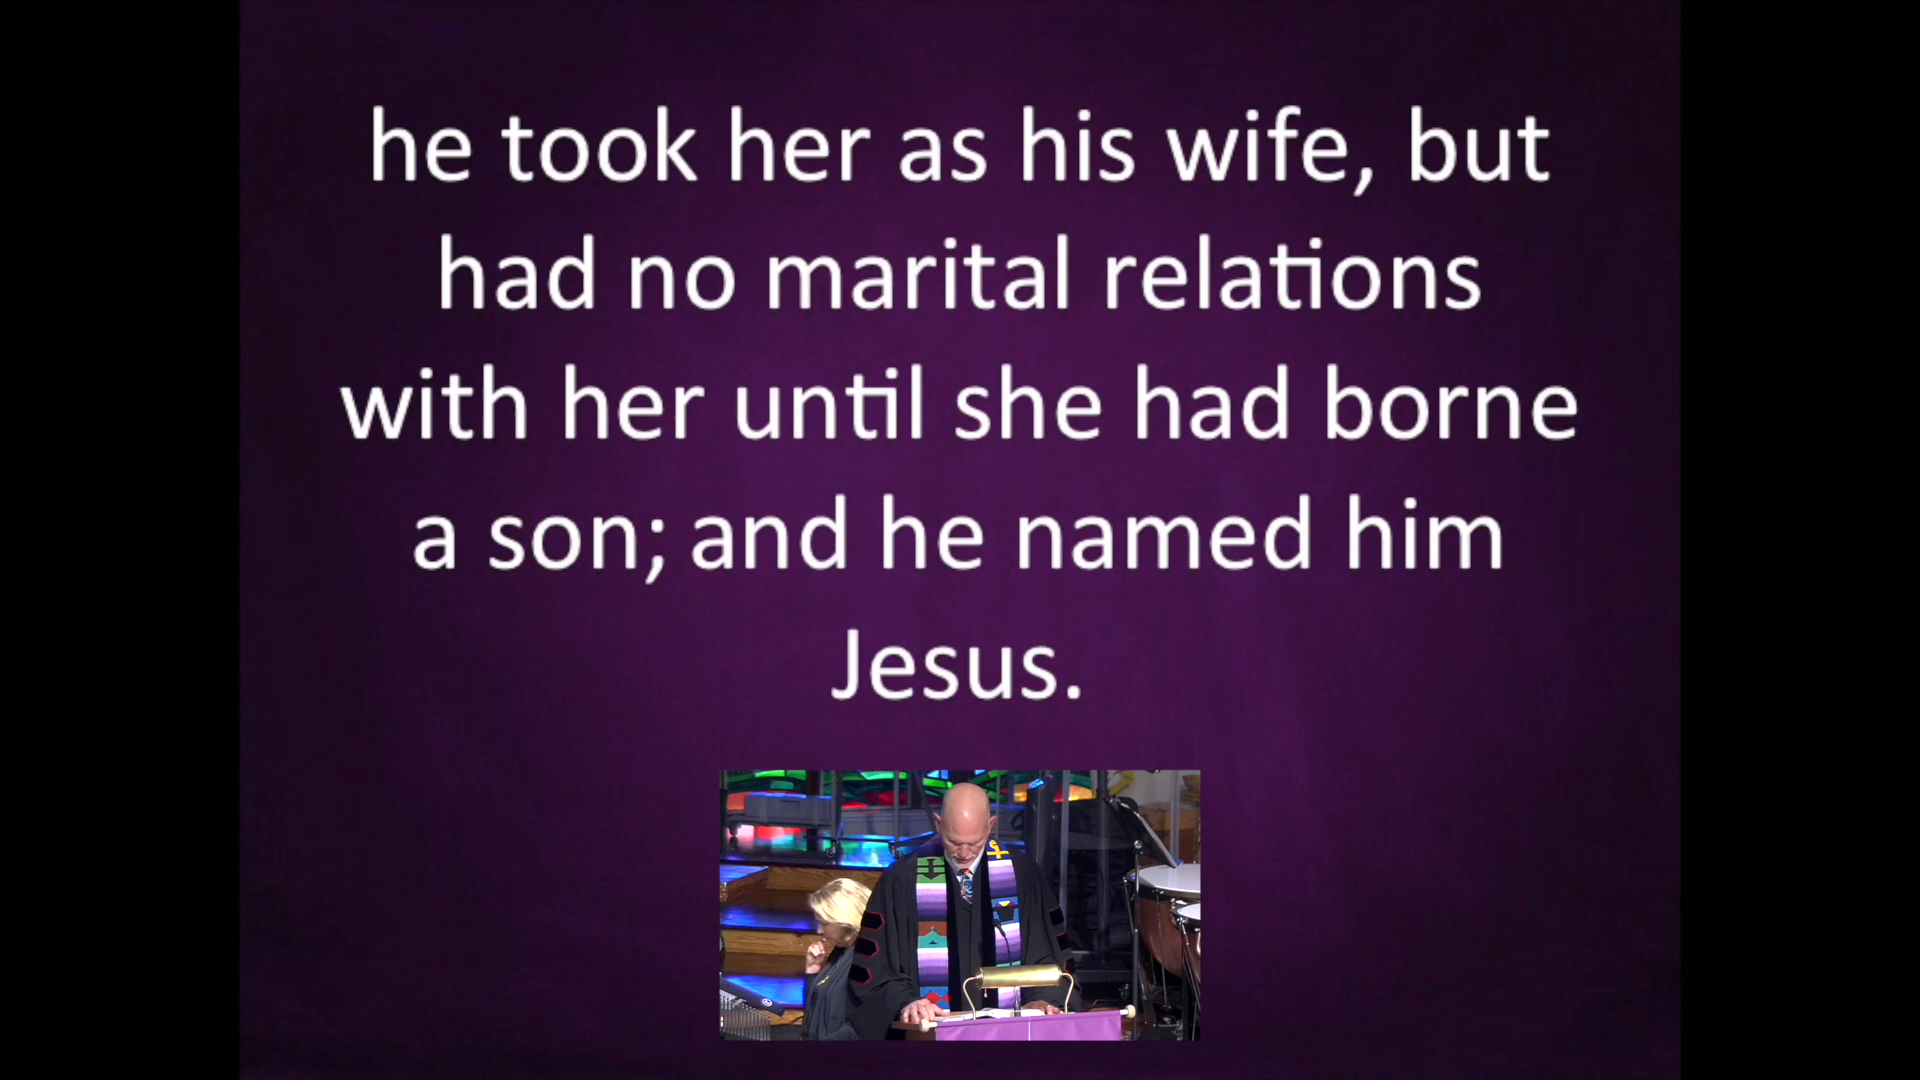 he took her as his wife, but
had no marital relations
with her until she had borne
a son; and he named him
Jesus.